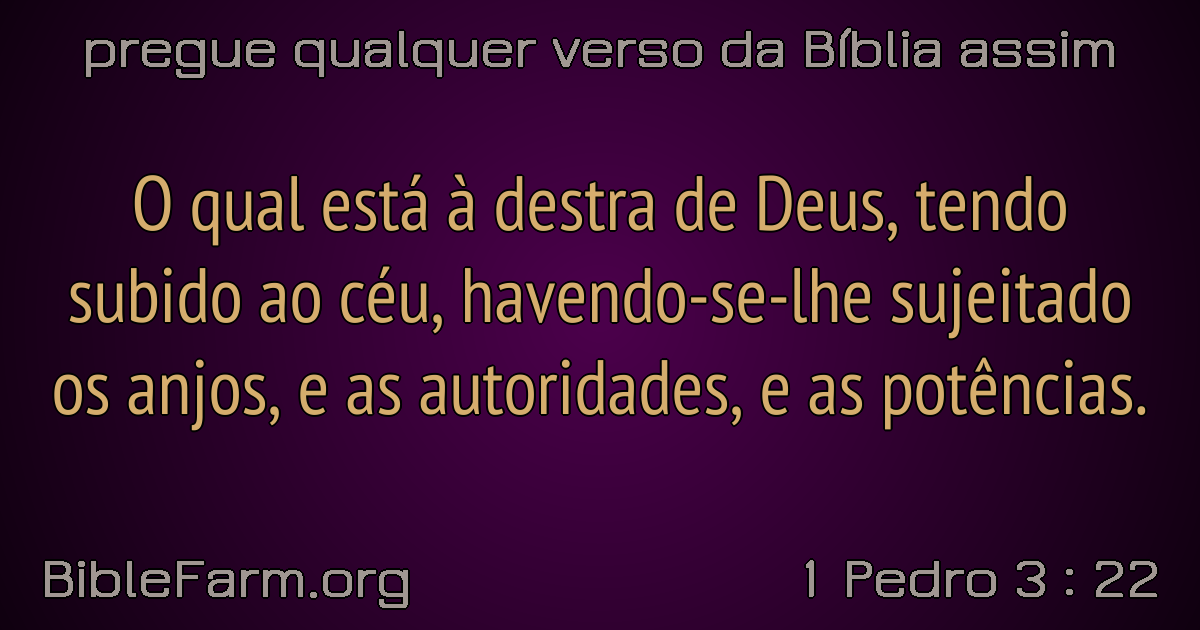 pregue qualquer verso da Bíblia assim
O qual está à destra de Deus, tendo
subido ao céu, havendo-se-lhe sujeitado
os anjos, e as autoridades, e as potências.
BibleFarm.org
1 Pedro 3 : 22